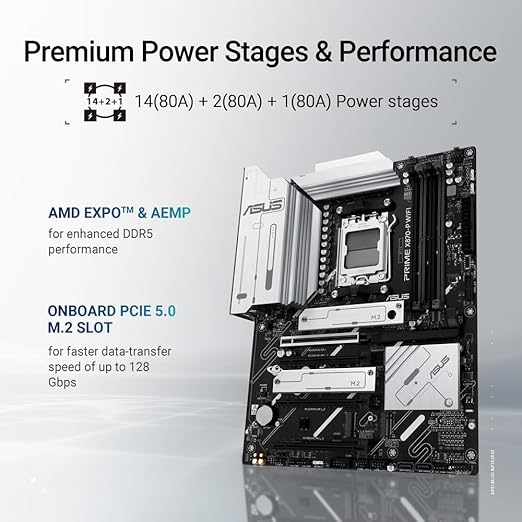 Premium Power Stages & Performance
14+2+1
14(80A) + 2(80A) + 1(80A) Power stages
AMD EXPO™ & AEMP
for enhanced DDR5
performance
ONBOARD PCIE 5.0
M.2 SLOT
for faster data-transfer
speed of up to 128
Gbps
ASUS
PRIME X870-P WIFI
ASUS
M.2
M.2
ASUS